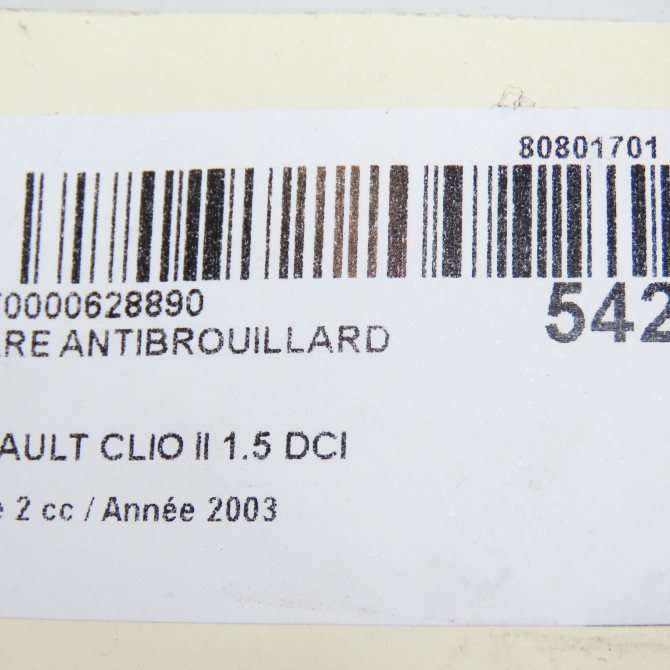 80801701
70000628890
542
ARE ANTIBROUILLARD
AULT CLIO II 1.5 DCI
e 2 cc / Année 2003